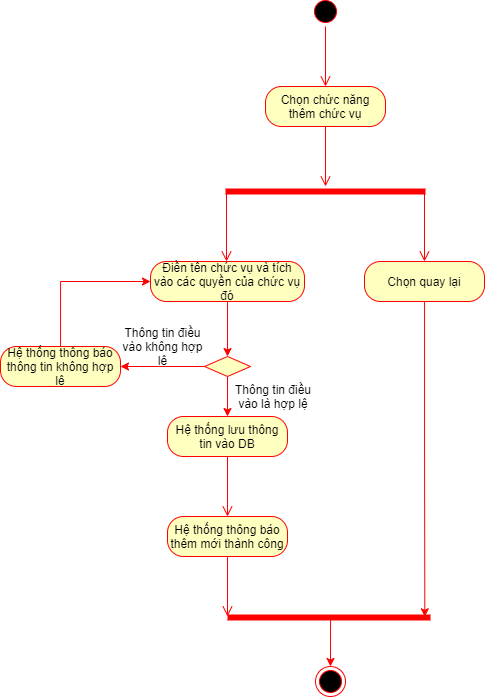 Chọn chức năng
thêm chức vụ
Điền tên chức vụ và tích
vào các quyền của chức vụ
đó
Chọn quay lại
Thông tin điều
vào không hợp
lệ
Hệ thống thông báo
thông tin không hợp
lệ
Thông tin điều
vào là hợp lệ
Hệ thống lưu thông
tin vào DB
Hệ thống thông báo
thêm mới thành công